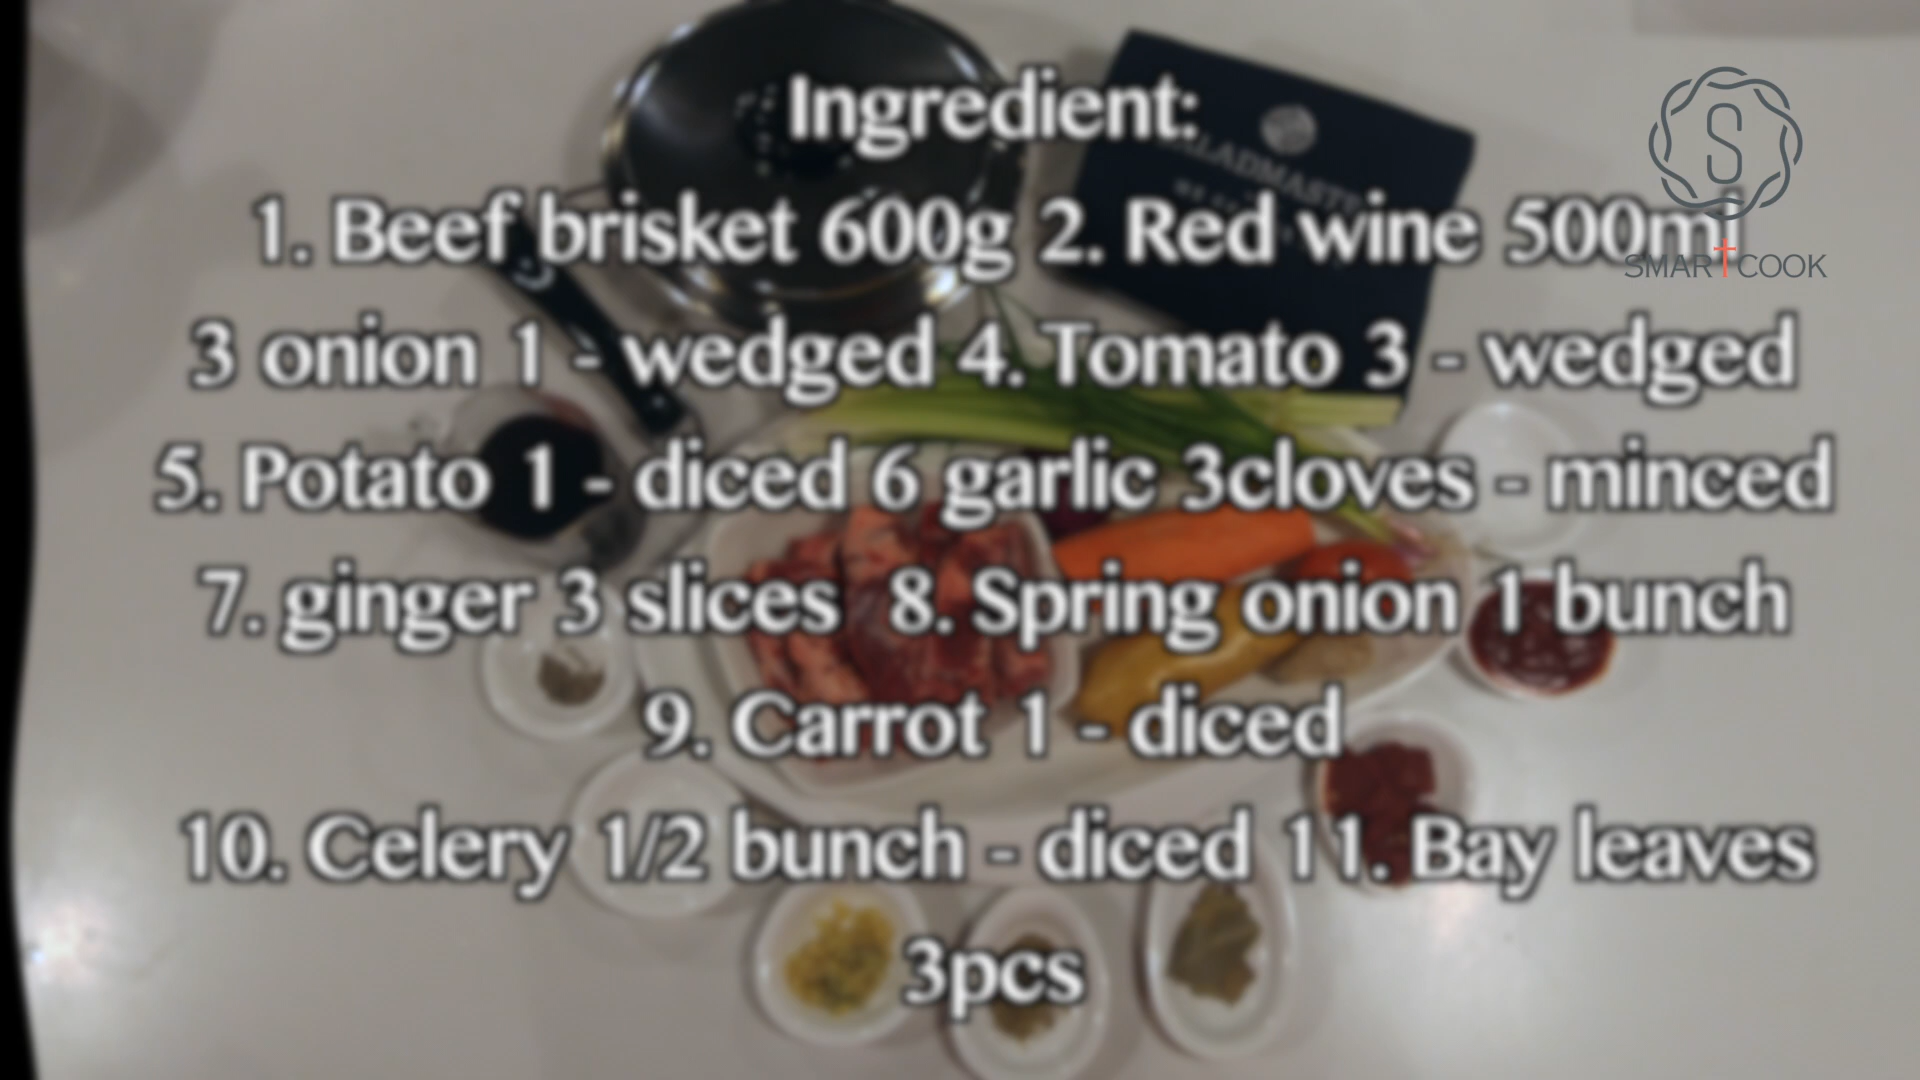 Ingredient:
1. Beef brisket 600g 2. Red wine 500ml
3 onion 1 - wedged 4. Tomato 3 - wedged
5. Potato 1 - diced 6 garlic 3cloves - minced
7. ginger 3 slices 8. Spring onion 1 bunch
9. Carrot 1 - diced
10. Celery 1/2 bunch - diced 11. Bay leaves
3pcs
S
SMARTCOOK